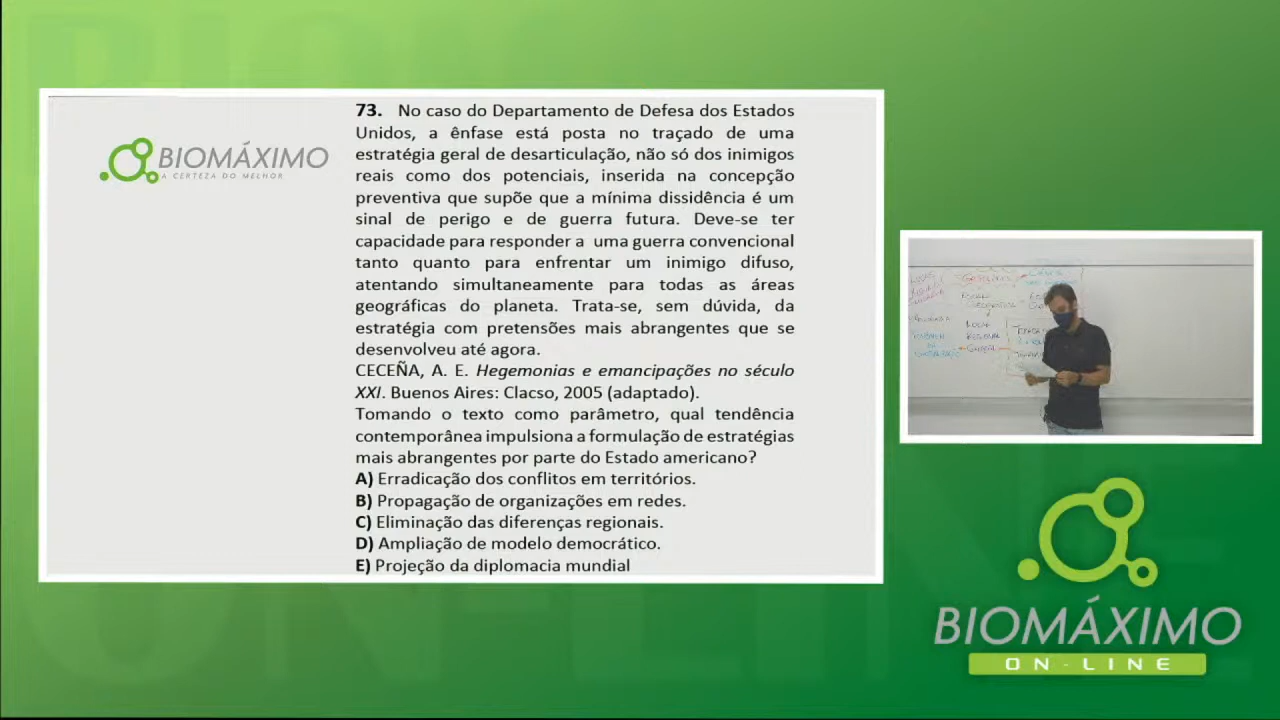 BIOMÁXIMO
A CERTEZA DO MELHOR
73. No caso do Departamento de Defesa dos Estados
Unidos, a ênfase está posta no traçado de uma
estratégia geral de desarticulação, não só dos inimigos
reais como dos potenciais, inserida na concepção
preventiva que supõe que a mínima dissidência é um
sinal de perigo e de guerra futura. Deve-se ter
capacidade para responder a uma guerra convencional
tanto quanto para enfrentar um inimigo difuso,
atentando simultaneamente para todas as áreas
geográficas do planeta. Trata-se, sem dúvida, da
estratégia com pretensões mais abrangentes que se
desenvolveu até agora.
CECEÑA, A. E. Hegemonias e emancipações no século
XXI. Buenos Aires: Clacso, 2005 (adaptado).
Tomando o texto como parâmetro, qual tendência
contemporânea impulsiona a formulação de estratégias
mais abrangentes por parte do Estado americano?
A) Erradicação dos conflitos em territórios.
B) Propagação de organizações em redes.
C) Eliminação das diferenças regionais.
D) Ampliação de modelo democrático.
E) Projeção da diplomacia mundial
BIOMÁXIMO
ON-LINE